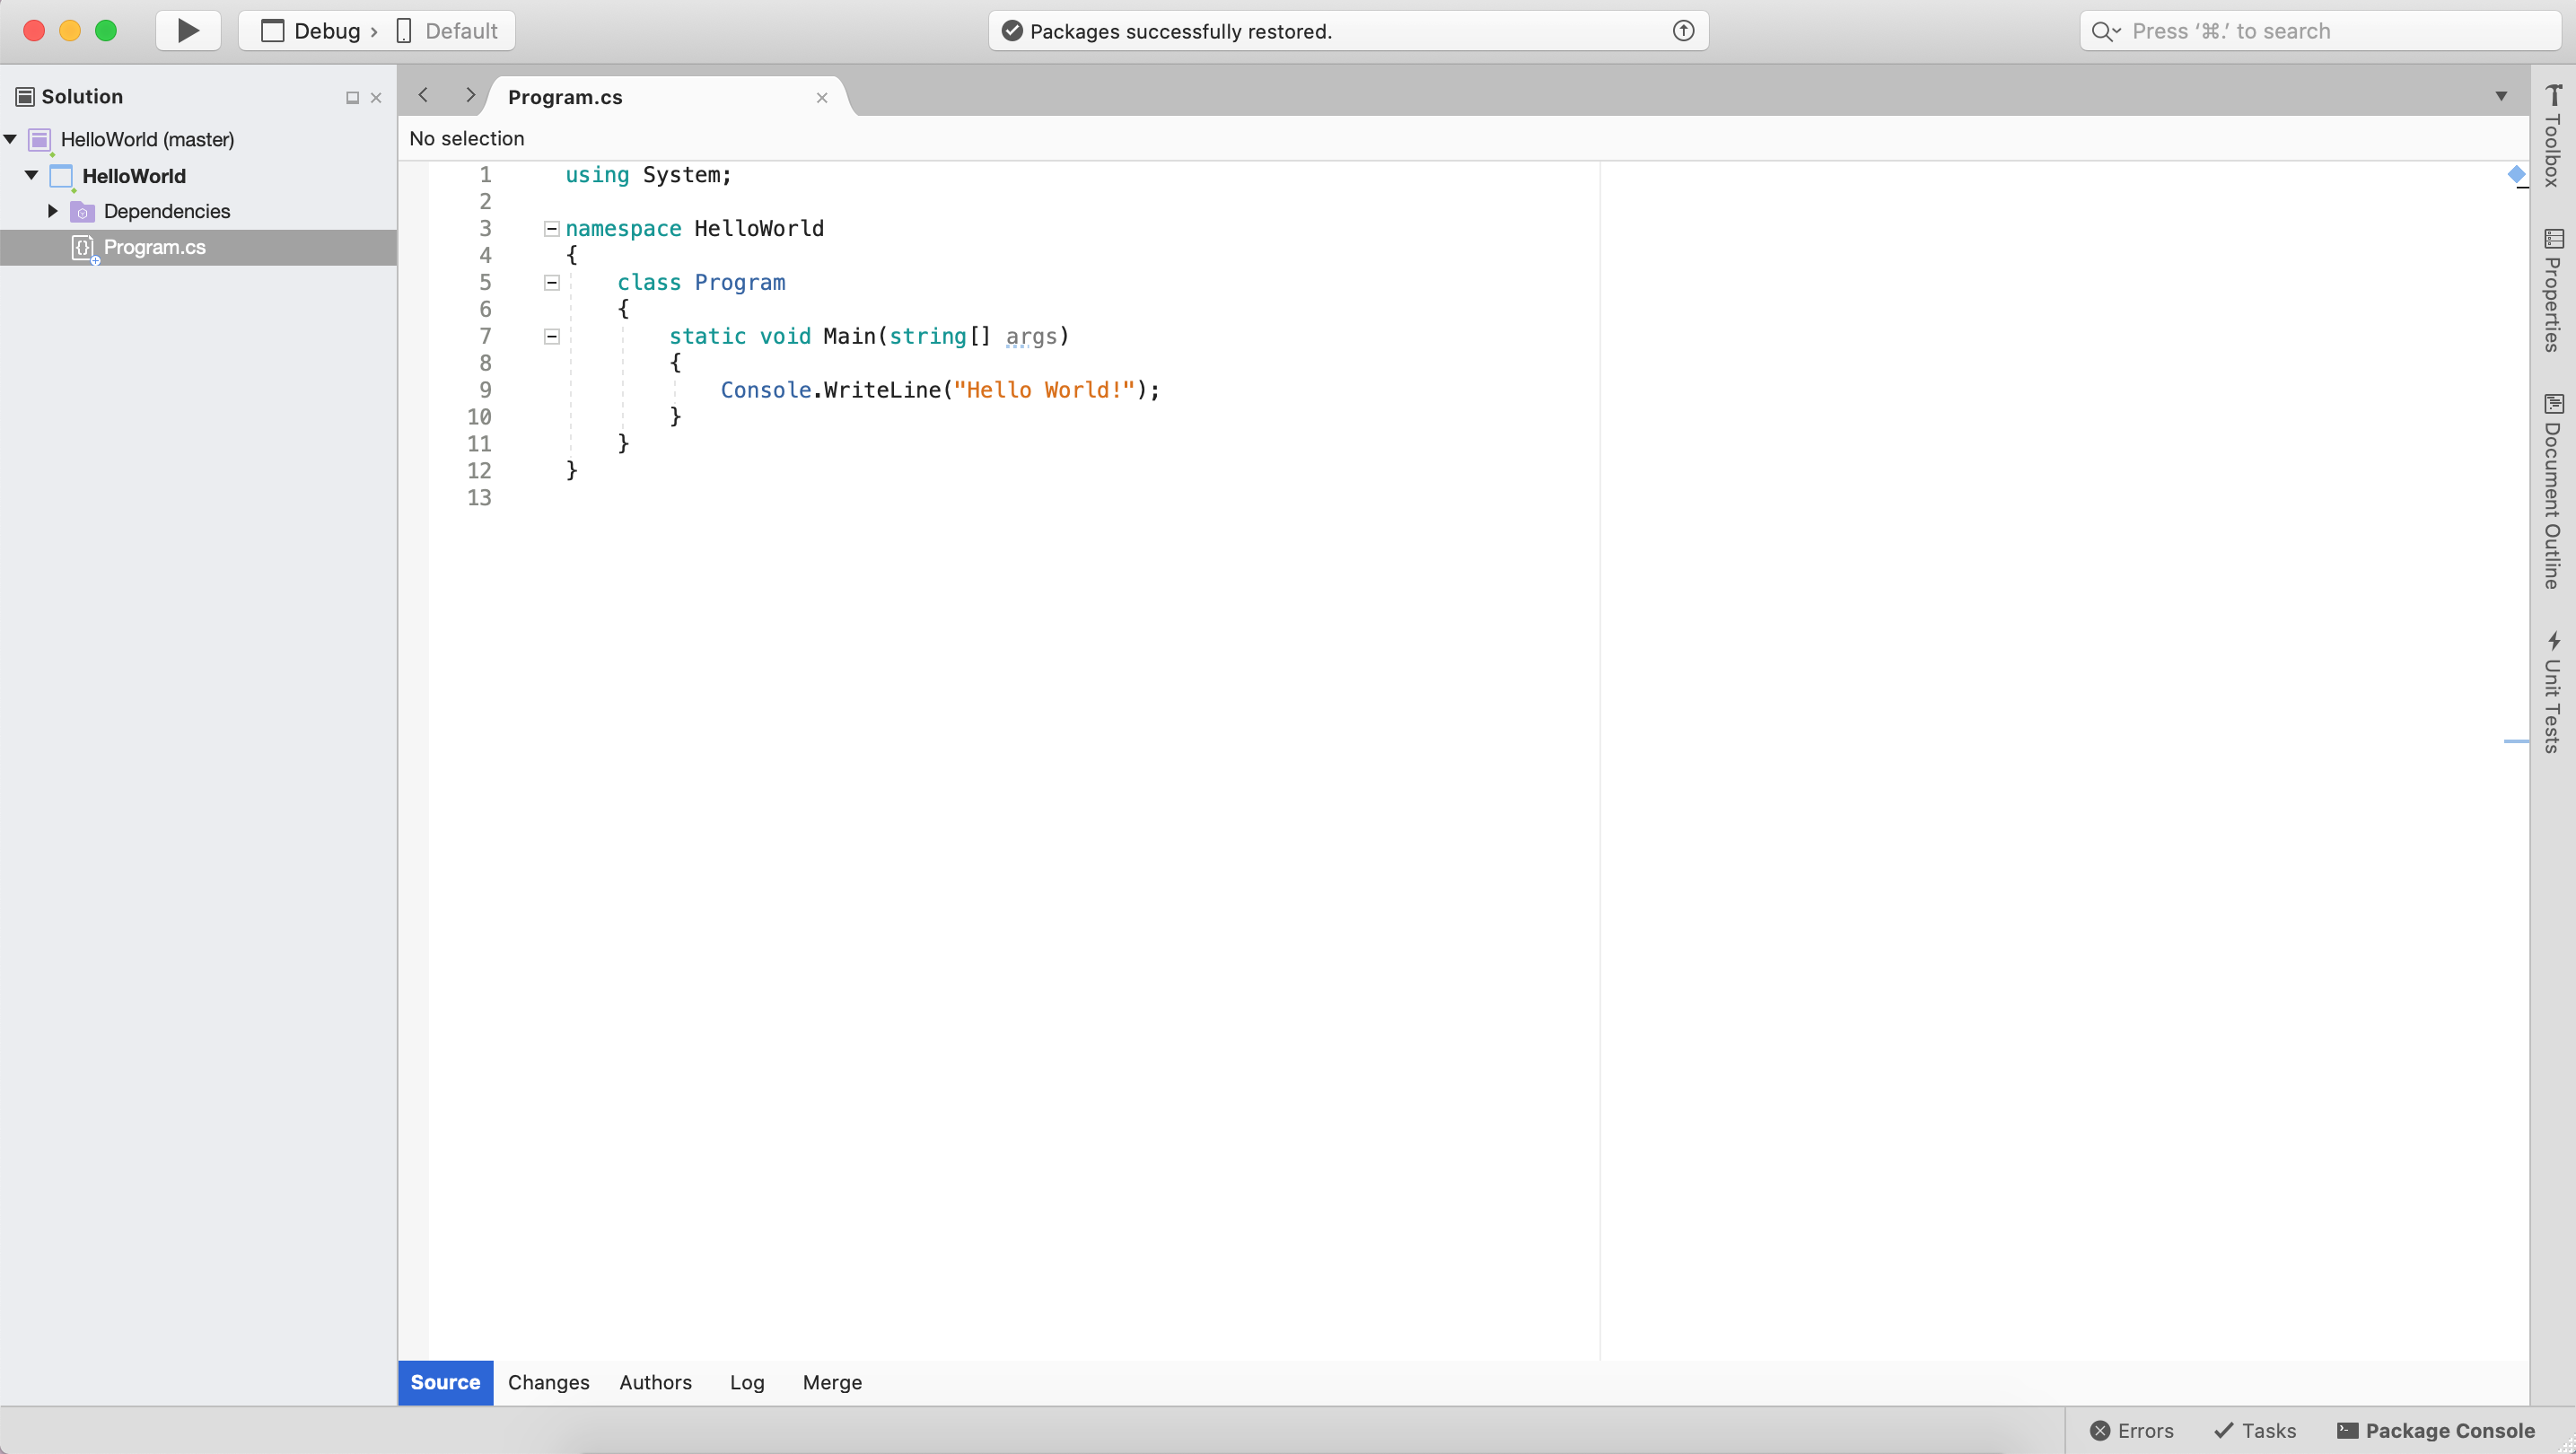 Debug › Default
Packages successfully restored.
Press ‘⌘.’ to search
Solution
HelloWorld (master)
HelloWorld
Dependencies
Program.cs
Program.cs
No selection
1 using System;
2
3 namespace HelloWorld
4 {
5 class Program
6 {
7 static void Main(string[] args)
8 {
9 Console.WriteLine("Hello World!");
10 }
11 }
12 }
13
Toolbox
Properties
Document Outline
Unit Tests
Source Changes Authors Log Merge
Errors Tasks Package Console